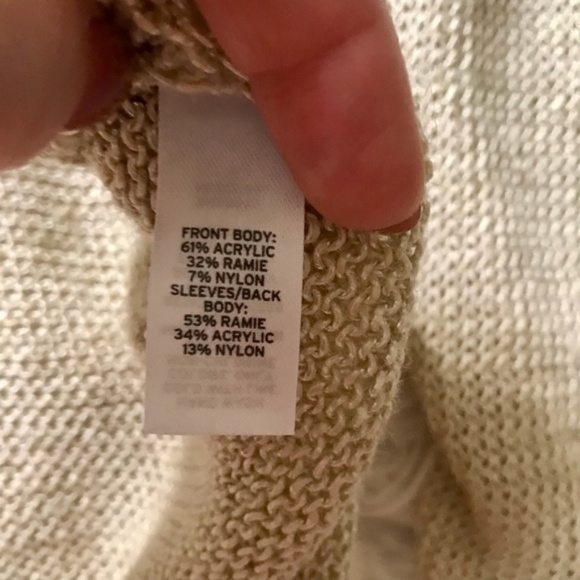 FRONT BODY:
61% ACRYLIC
32% RAMIE
7% NYLON
SLEEVES/BACK
BODY:
53% RAMIE
34% ACRYLIC
13% NYLON